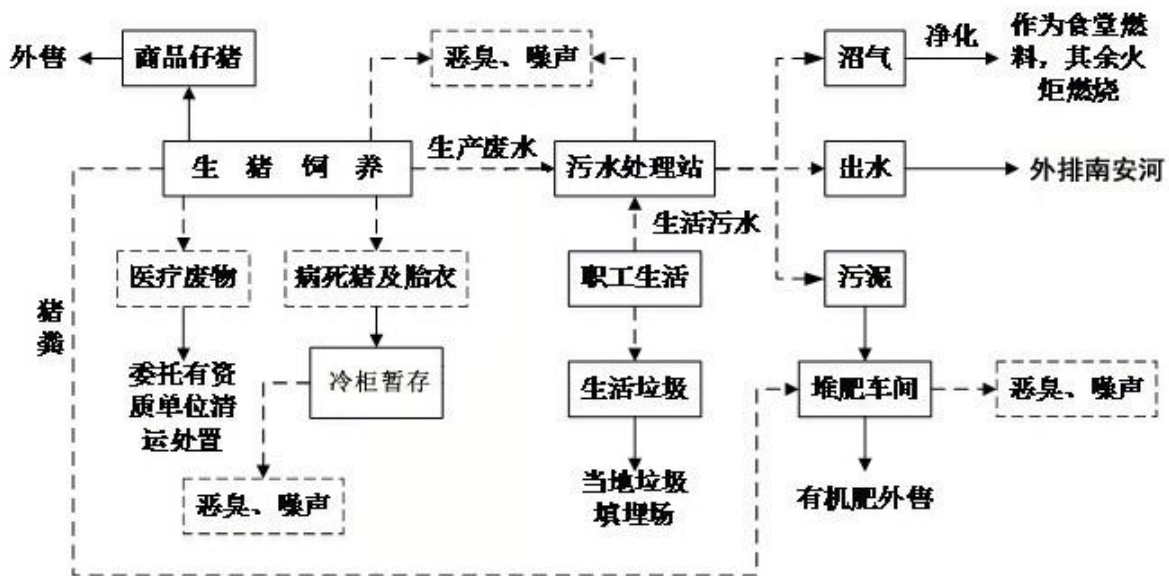 外售
商品仔猪
恶臭、噪声
沼气
净化
作为食堂燃
料，其余火
炬燃烧
生 猪 饲 养
生产废水
污水处理站
出水
外排南安河
生活污水
医疗废物
病死猪及胎衣
职工生活
污泥
猪
粪
委托有资
质单位清
运处置
冷柜暂存
生活垃圾
堆肥车间
恶臭、噪声
恶臭、噪声
当地垃圾
填埋场
有机肥外售